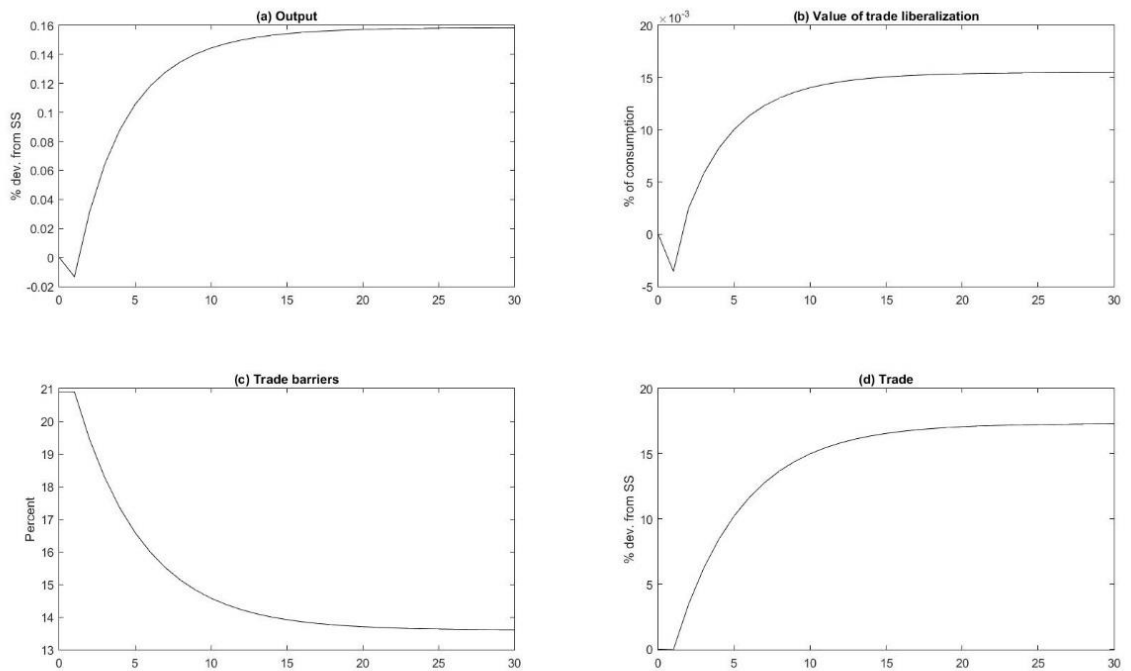 (a) Output
0.16
0.14
0.12
0.1
0.08
0.06
0.04
0.02
0
-0.02
% dev. from SS
0 5 10 15 20 25 30
(b) Value of trade liberalization
×10⁻³
20
15
10
5
0
-5
% of consumption
0 5 10 15 20 25 30
(c) Trade barriers
21
20
19
18
17
16
15
14
13
Percent
0 5 10 15 20 25 30
(d) Trade
20
15
10
5
0
% dev. from SS
0 5 10 15 20 25 30